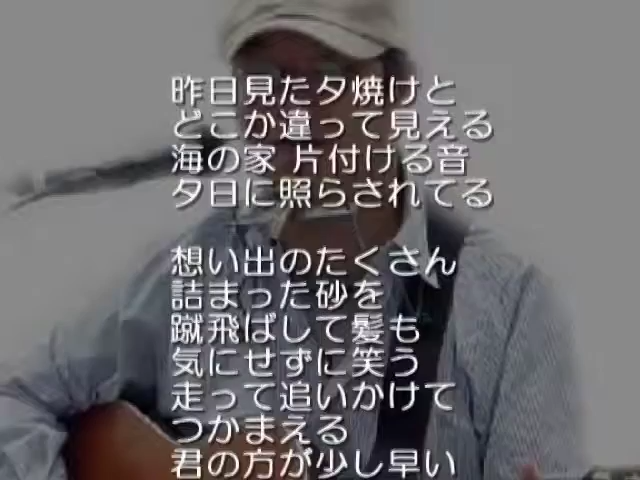 昨日見た夕焼けと
どこか違って見える
海の家 片付ける音
夕日に照らされてる
想い出のたくさん
詰まった砂を
蹴飛ばして髪も
気にせずに笑う
走って追いかけて
つかまえる
君の方が少し早い